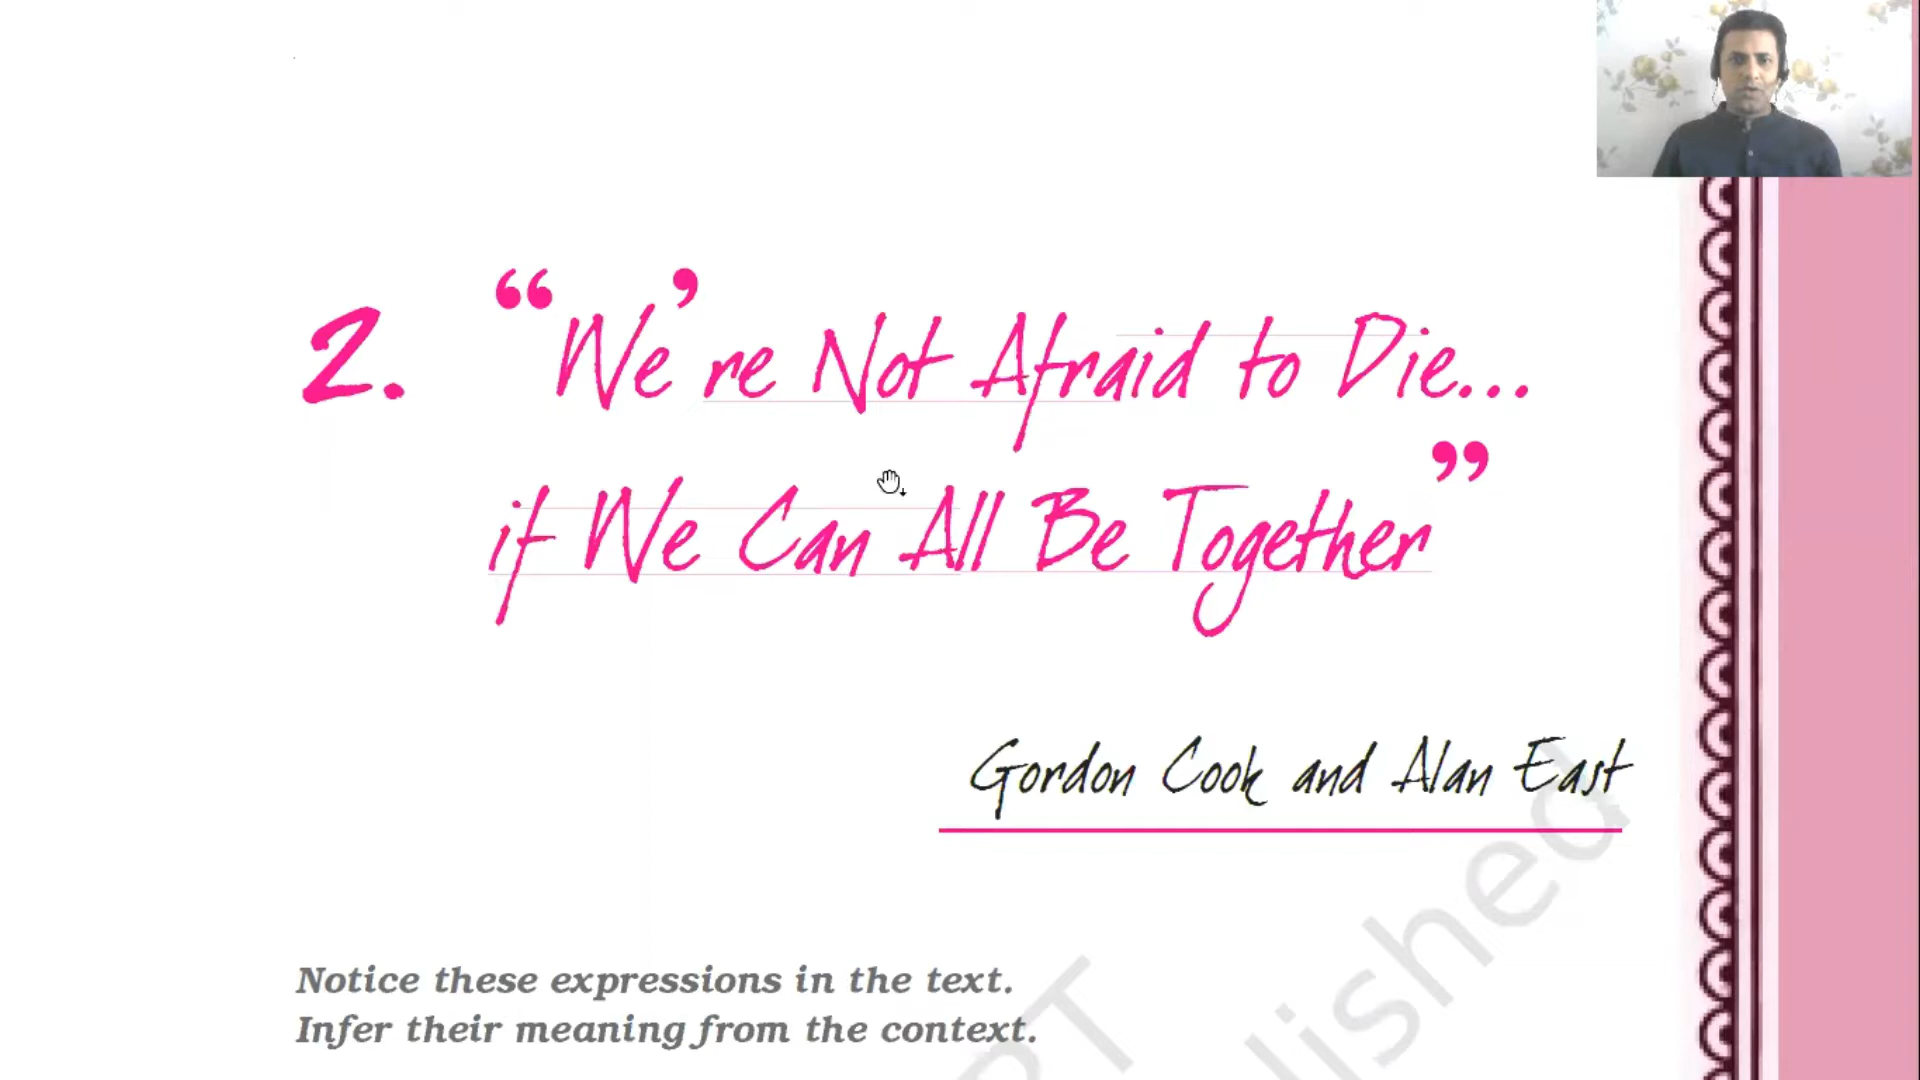 2. “We’re Not Afraid to Die...
if We Can All Be Together”
Gordon Cook and Alan East
Notice these expressions in the text.
Infer their meaning from the context.